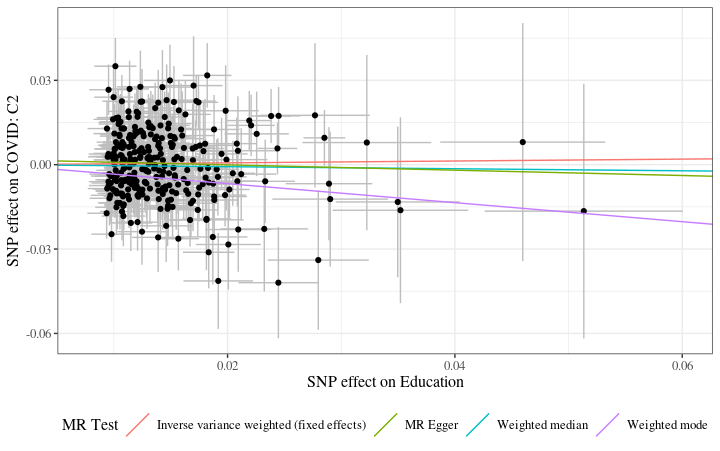 SNP effect on COVID: C2
0.03
0.00
-0.03
-0.06
0.02
0.04
0.06
SNP effect on Education
MR Test
Inverse variance weighted (fixed effects)
MR Egger
Weighted median
Weighted mode